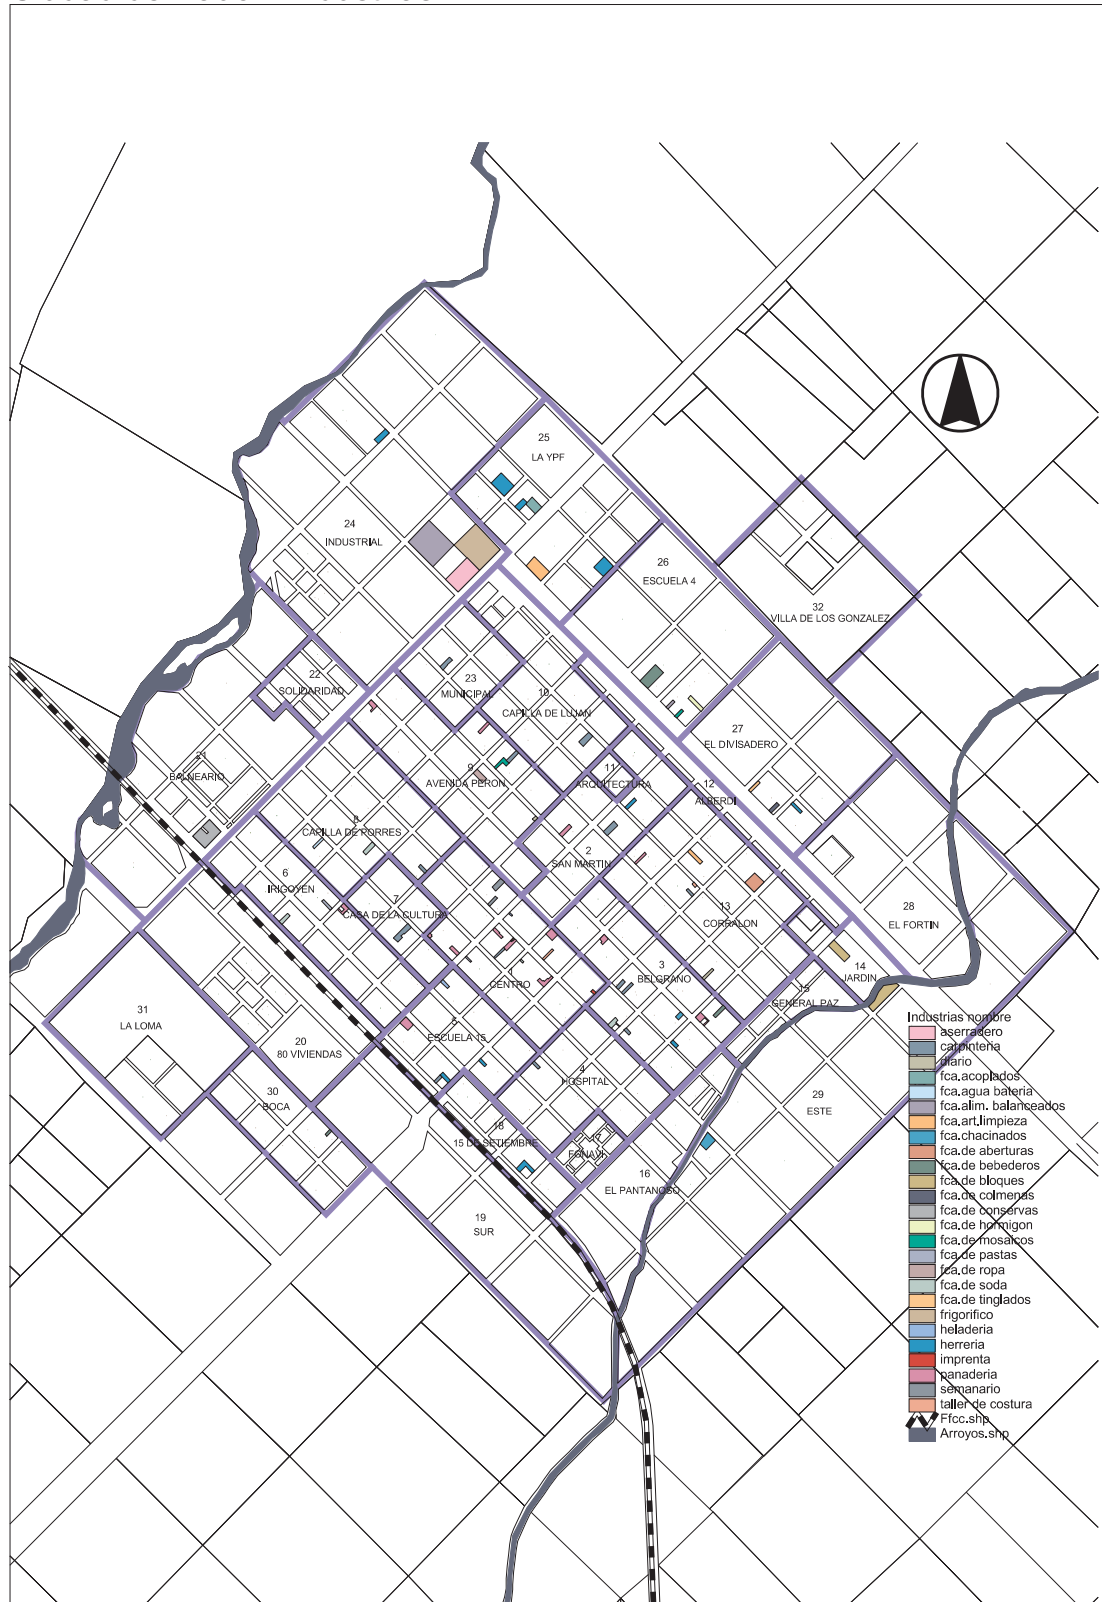 25
LA YPF
24
INDUSTRIAL
26
ESCUELA 4
32
VILLA DE LOS GONZALEZ
22
SOLIDARIDAD
23
MUNICIPAL
10
CAPILLA DE LUJAN
27
EL DIVISADERO
21
BALNEARIO
9
AVENIDA PERON
11
ARQUITECTURA
12
ALBERDI
8
CAPILLA DE PORRES
2
SAN MARTIN
6
IRIGOYEN
7
CASA DE LA CULTURA
13
CORRALON
28
EL FORTIN
3
BELGRANO
14
JARDIN
CENTRO
15
GENERAL PAZ
31
LA LOMA
5
ESCUELA 15
20
80 VIVIENDAS
4
HOSPITAL
30
BOCA
29
ESTE
18
15 DE SETIEMBRE
17
FONAVI
16
EL PANTANOSO
19
SUR
Industrias nombre
aserradero
carpinteria
diario
fca.acoplados
fca.agua bateria
fca.alim. balanceados
fca.art.limpieza
fca.chacinados
fca.de aberturas
fca.de bebederos
fca.de bloques
fca.de colmenas
fca.de conservas
fca.de hormigon
fca.de mosaicos
fca.de pastas
fca.de ropa
fca.de soda
fca.de tinglados
frigorifico
heladeria
herreria
imprenta
panaderia
semanario
taller de costura
Ffcc.shp
Arroyos.shp